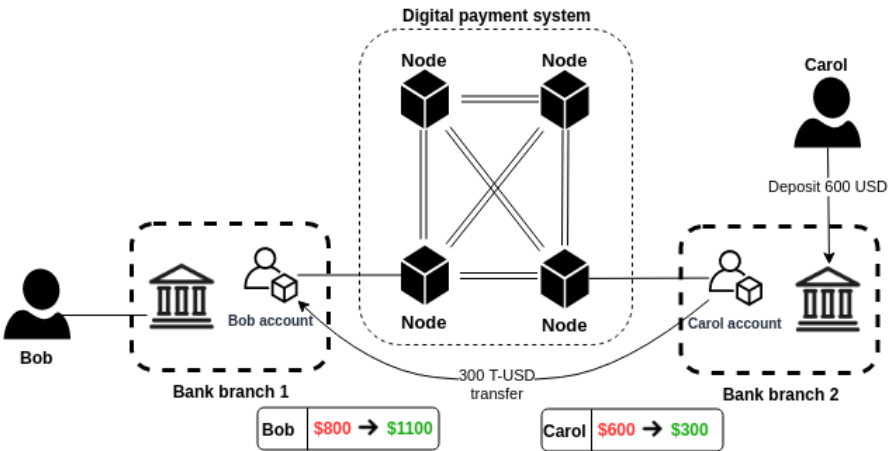 Digital payment system
Node
Node
Carol
Deposit 600 USD
Bob account
Node
Node
Carol account
Bob
Bank branch 1
300 T-USD
transfer
Bank branch 2
Bob $800 → $1100
Carol $600 → $300